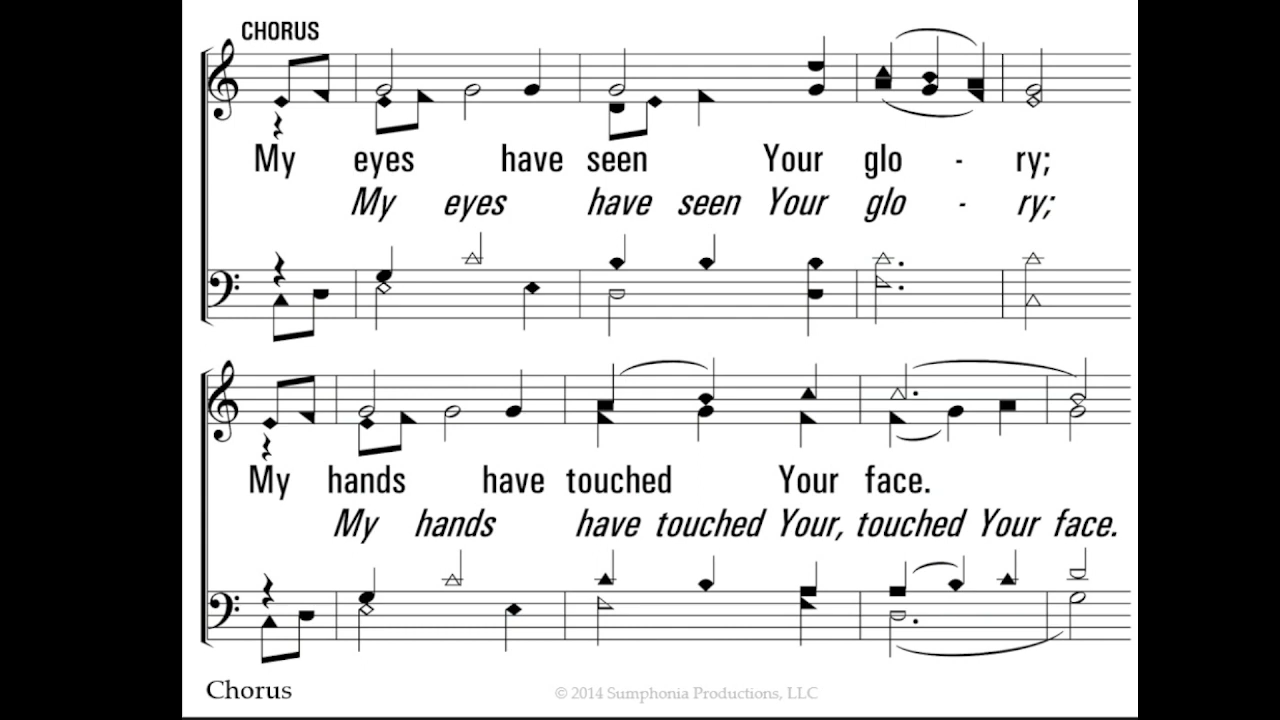 CHORUS
My eyes have seen Your glo - ry;
My eyes have seen Your glo - ry;
My hands have touched Your face.
My hands have touched Your, touched Your face.
Chorus
© 2014 Sumphonia Productions, LLC